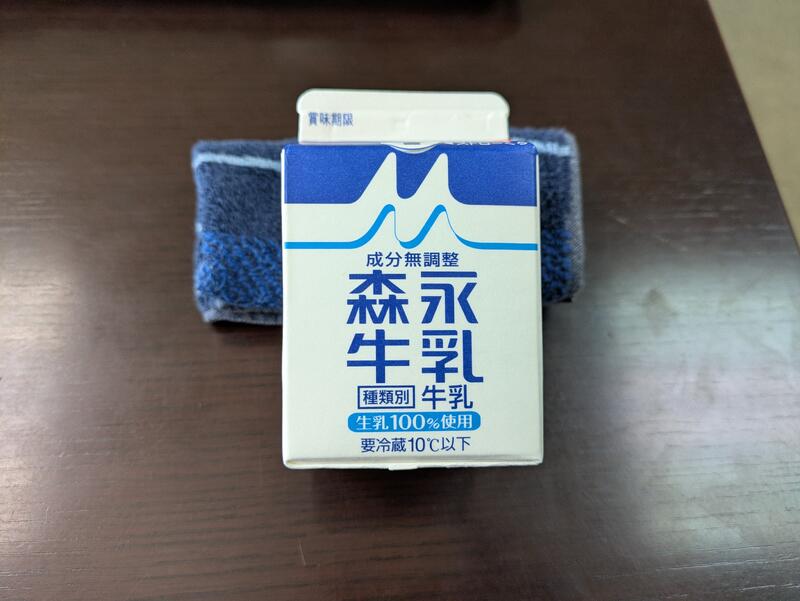 賞味期限
成分無調整
森永
牛乳
種類別 牛乳
生乳100%使用
要冷蔵10℃以下